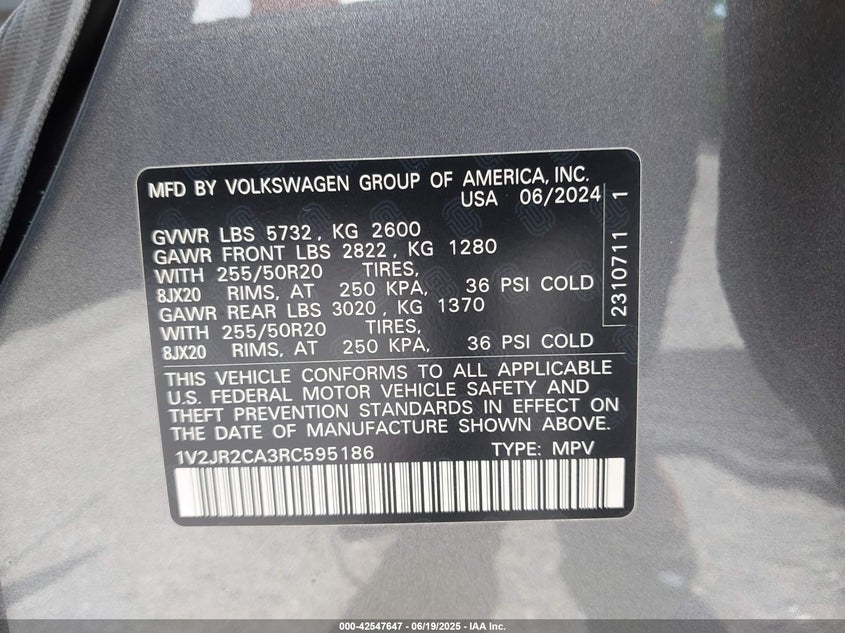 MFD BY VOLKSWAGEN GROUP OF AMERICA, INC.
USA 06/2024
GVWR LBS 5732, KG 2600
GAWR FRONT LBS 2822, KG 1280
WITH 255/50R20 TIRES,
8JX20 RIMS, AT 250 KPA, 36 PSI COLD
GAWR REAR LBS 3020, KG 1370
WITH 255/50R20 TIRES,
8JX20 RIMS, AT 250 KPA, 36 PSI COLD
2310711 1
THIS VEHICLE CONFORMS TO ALL APPLICABLE
U.S. FEDERAL MOTOR VEHICLE SAFETY AND
THEFT PREVENTION STANDARDS IN EFFECT ON
THE DATE OF MANUFACTURE SHOWN ABOVE.
1V2JR2CA3RC595186 TYPE: MPV
000-42547647 - 06/19/2025 - IAA Inc.